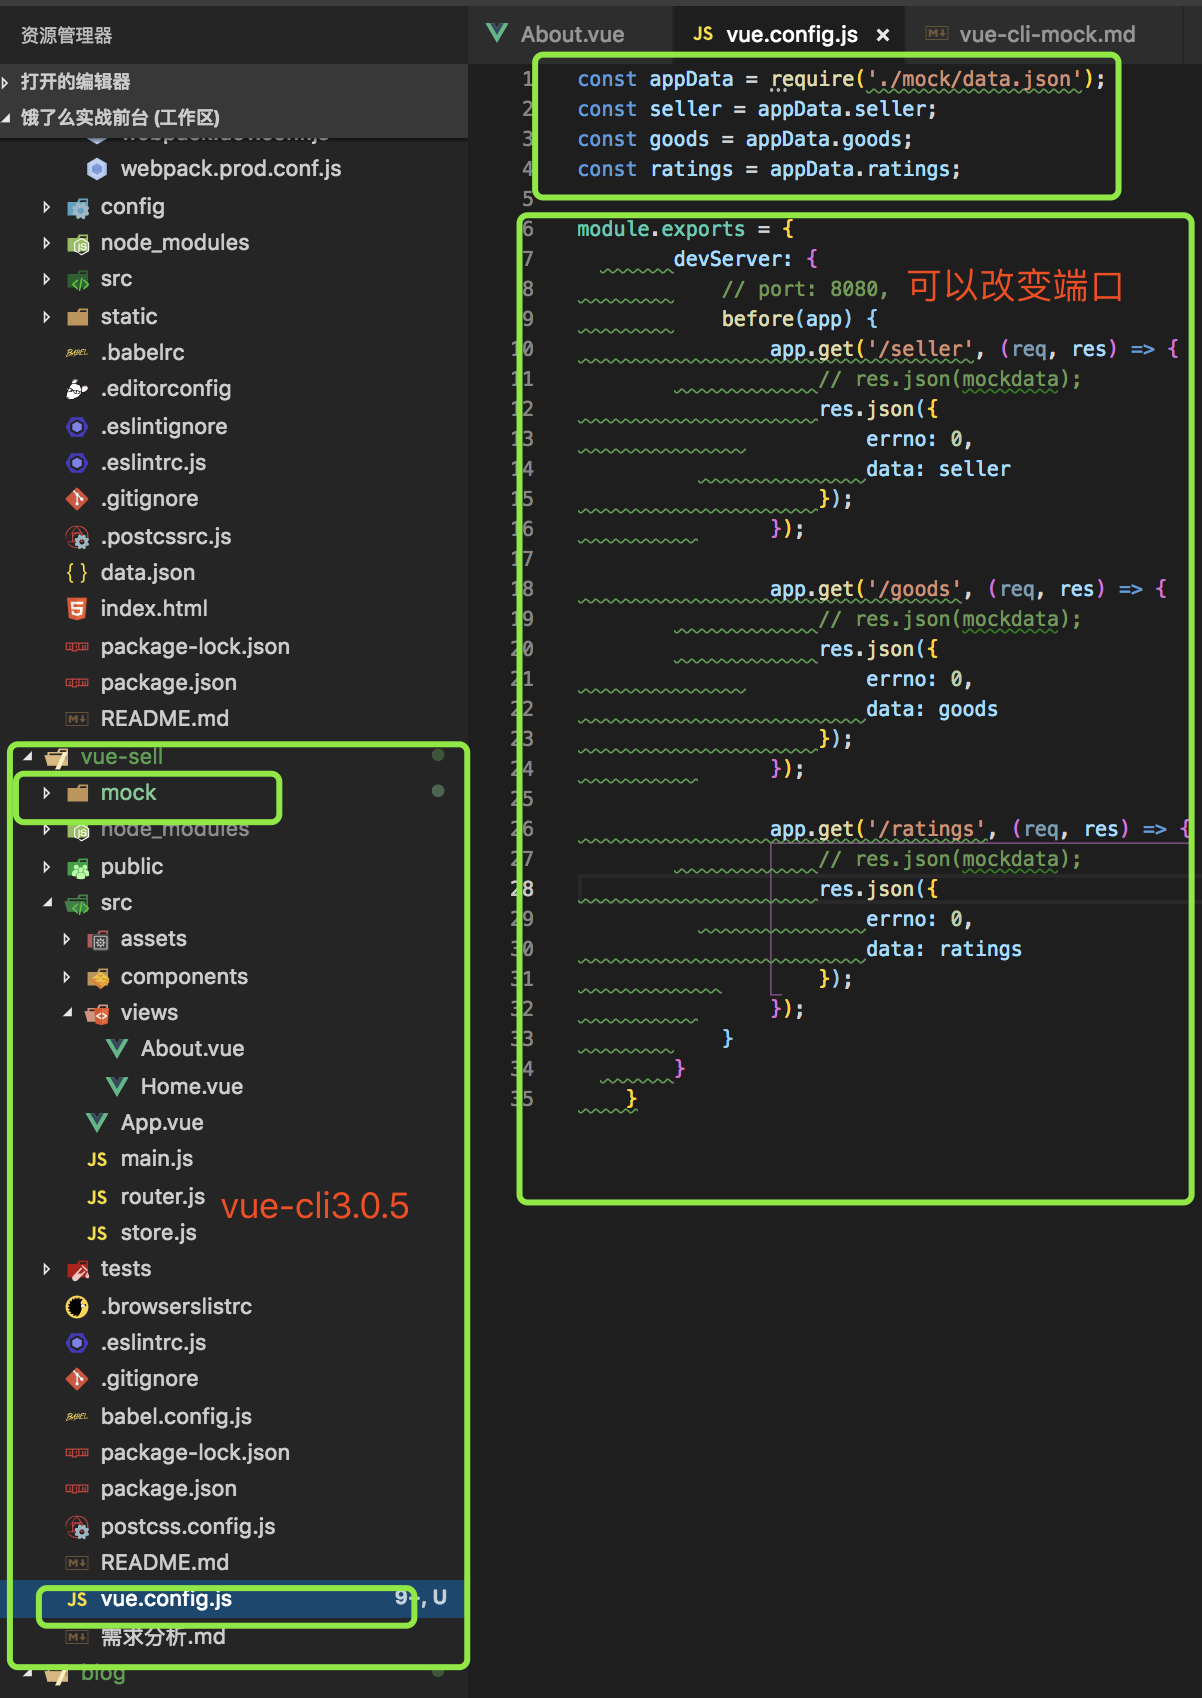 资源管理器
打开的编辑器
饿了么实战前台 (工作区)
webpack.prod.conf.js
config
node_modules
src
static
.babelrc
.editorconfig
.eslintignore
.eslintrc.js
.gitignore
.postcssrc.js
data.json
index.html
package-lock.json
package.json
README.md
vue-sell
mock
node_modules
public
src
assets
components
views
About.vue
Home.vue
App.vue
main.js
router.js
store.js
vue-cli3.0.5
tests
.browserslistrc
.eslintrc.js
.gitignore
babel.config.js
package-lock.json
package.json
postcss.config.js
README.md
vue.config.js 9+, U
需求分析.md
blog
About.vue
JS vue.config.js ×
vue-cli-mock.md
1 const appData = require('./mock/data.json');
2 const seller = appData.seller;
3 const goods = appData.goods;
4 const ratings = appData.ratings;
5
6 module.exports = {
7 devServer: {
8 // port: 8080, 可以改变端口
9 before(app) {
10 app.get('/seller', (req, res) => {
11 // res.json(mockdata);
12 res.json({
13 errno: 0,
14 data: seller
15 });
16 });
17
18 app.get('/goods', (req, res) => {
19 // res.json(mockdata);
20 res.json({
21 errno: 0,
22 data: goods
23 });
24 });
25
26 app.get('/ratings', (req, res) => {
27 // res.json(mockdata);
28 res.json({
29 errno: 0,
30 data: ratings
31 });
32 });
33 }
34 }
35 }